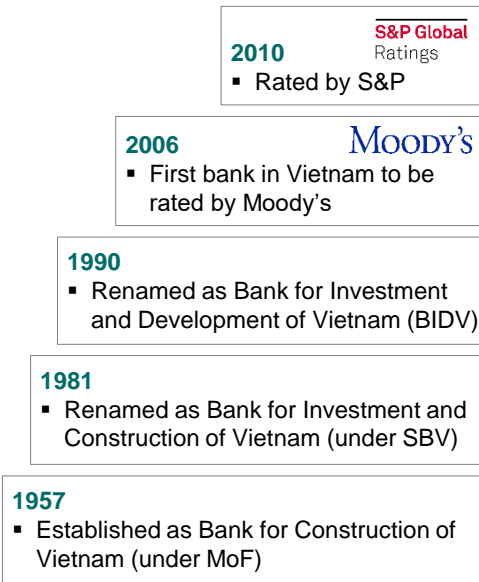 S&P Global
Ratings
2010
▪ Rated by S&P
MOODY'S
2006
▪ First bank in Vietnam to be
rated by Moody's
1990
▪ Renamed as Bank for Investment
and Development of Vietnam (BIDV)
1981
▪ Renamed as Bank for Investment and
Construction of Vietnam (under SBV)
1957
▪ Established as Bank for Construction of
Vietnam (under MoF)